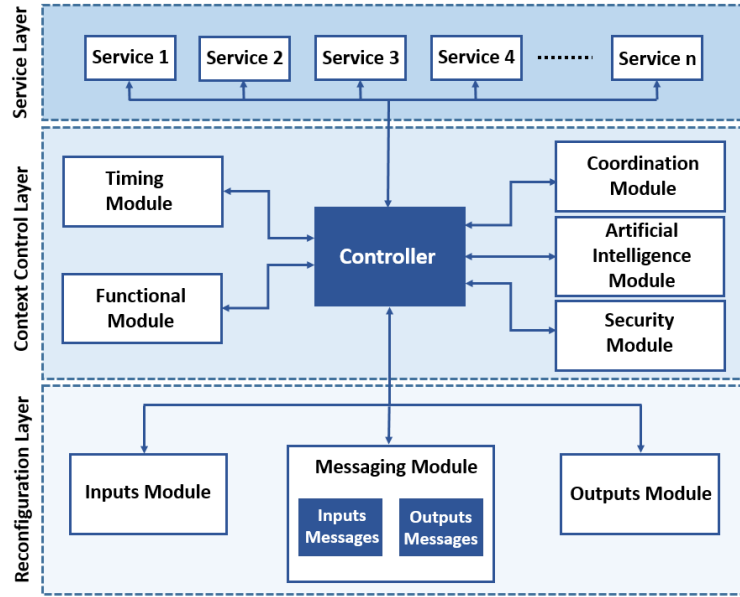 Service Layer
Service 1
Service 2
Service 3
Service 4
Service n
Context Control Layer
Timing
Module
Functional
Module
Controller
Coordination
Module
Artificial
Intelligence
Module
Security
Module
Reconfiguration Layer
Inputs Module
Messaging Module
Inputs
Messages
Outputs
Messages
Outputs Module